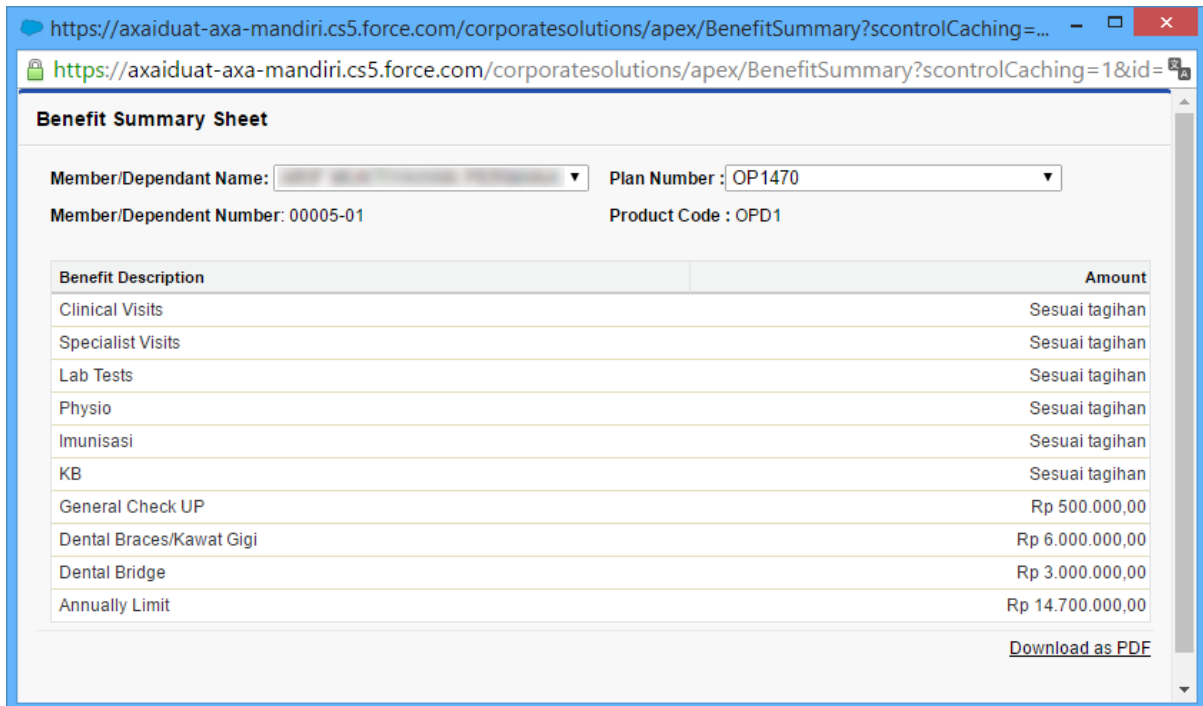 https://axaiduat-axa-mandiri.cs5.force.com/corporatesolutions/apex/BenefitSummary?scontrolCaching=...
https://axaiduat-axa-mandiri.cs5.force.com/corporatesolutions/apex/BenefitSummary?scontrolCaching=1&id=
Benefit Summary Sheet
Member/Dependant Name: Plan Number : OP1470
Member/Dependent Number: 00005-01 Product Code : OPD1
Benefit Description Amount
Clinical Visits Sesuai tagihan
Specialist Visits Sesuai tagihan
Lab Tests Sesuai tagihan
Physio Sesuai tagihan
Imunisasi Sesuai tagihan
KB Sesuai tagihan
General Check UP Rp 500.000,00
Dental Braces/Kawat Gigi Rp 6.000.000,00
Dental Bridge Rp 3.000.000,00
Annually Limit Rp 14.700.000,00
Download as PDF